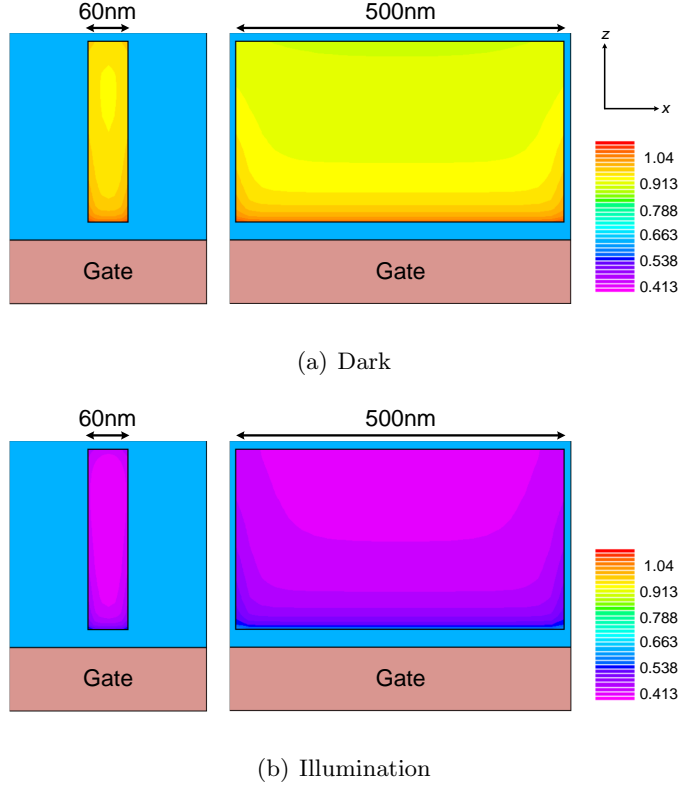 60nm
500nm
z
x
1.04
0.913
0.788
0.663
0.538
0.413
Gate
Gate
(a) Dark
60nm
500nm
1.04
0.913
0.788
0.663
0.538
0.413
Gate
Gate
(b) Illumination